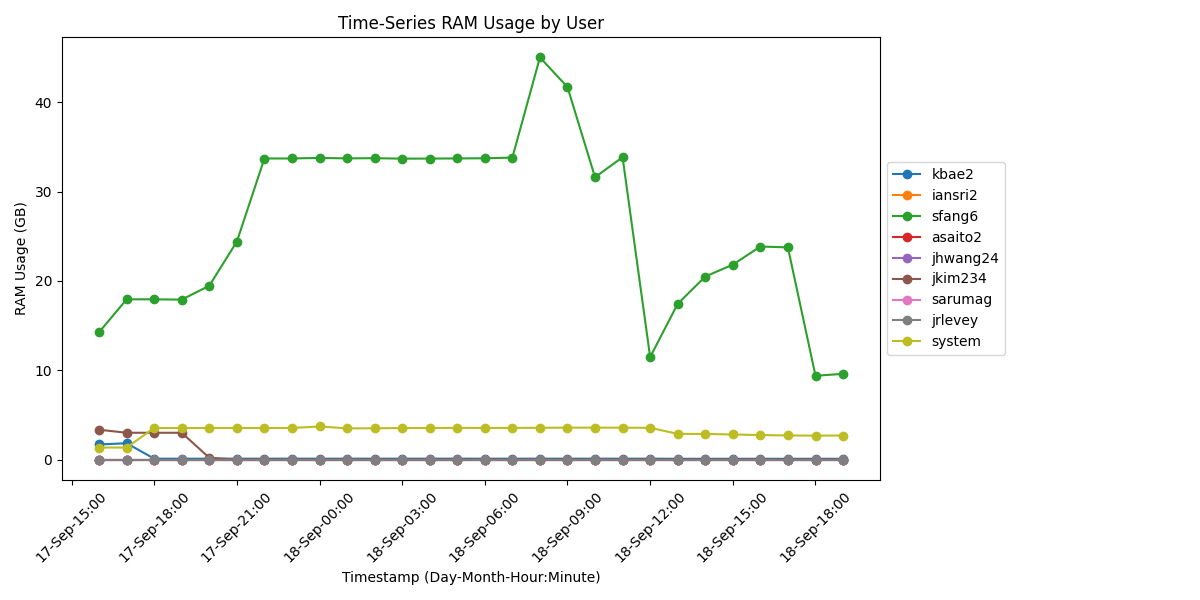 Time-Series RAM Usage by User
RAM Usage (GB)
40
30
20
10
0
17-Sep-15:00
17-Sep-18:00
17-Sep-21:00
18-Sep-00:00
18-Sep-03:00
18-Sep-06:00
18-Sep-09:00
18-Sep-12:00
18-Sep-15:00
18-Sep-18:00
Timestamp (Day-Month-Hour:Minute)
kbae2
iansri2
sfang6
asaito2
jhwang24
jkim234
sarumag
jrlevey
system